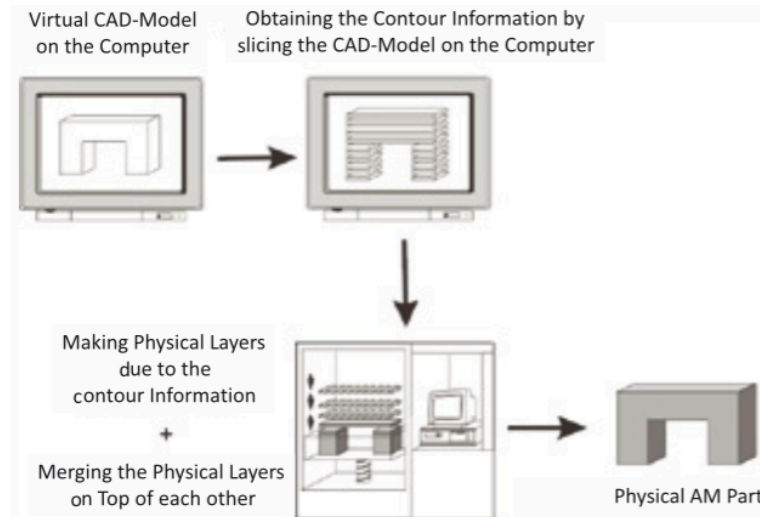 Virtual CAD-Model
on the Computer
Obtaining the Contour Information by
slicing the CAD-Model on the Computer
Making Physical Layers
due to the
contour Information
+
Merging the Physical Layers
on Top of each other
Physical AM Part